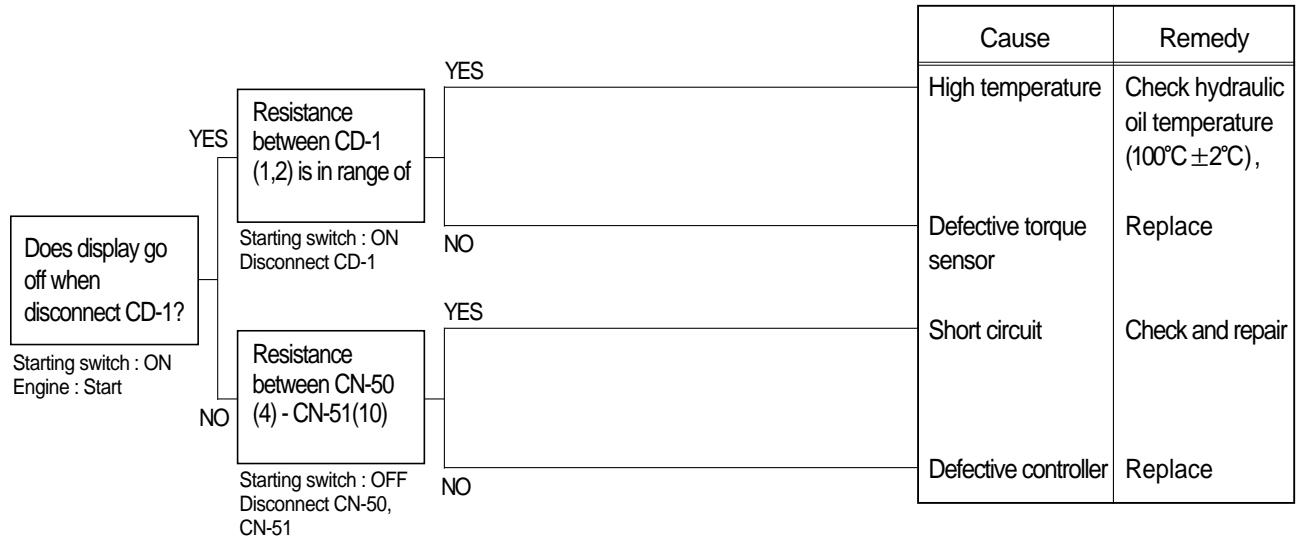 Cause
Remedy
YES
High temperature
Check hydraulic
oil temperature
(100℃ ±2℃) ,
YES
Resistance
between CD-1
(1,2) is in range of
Starting switch : ON
Disconnect CD-1
NO
Defective torque
sensor
Replace
Does display go
off when
disconnect CD-1?
Starting switch : ON
Engine : Start
YES
Short circuit
Check and repair
NO
Resistance
between CN-50
(4) - CN-51(10)
Starting switch : OFF
Disconnect CN-50,
CN-51
NO
Defective controller
Replace